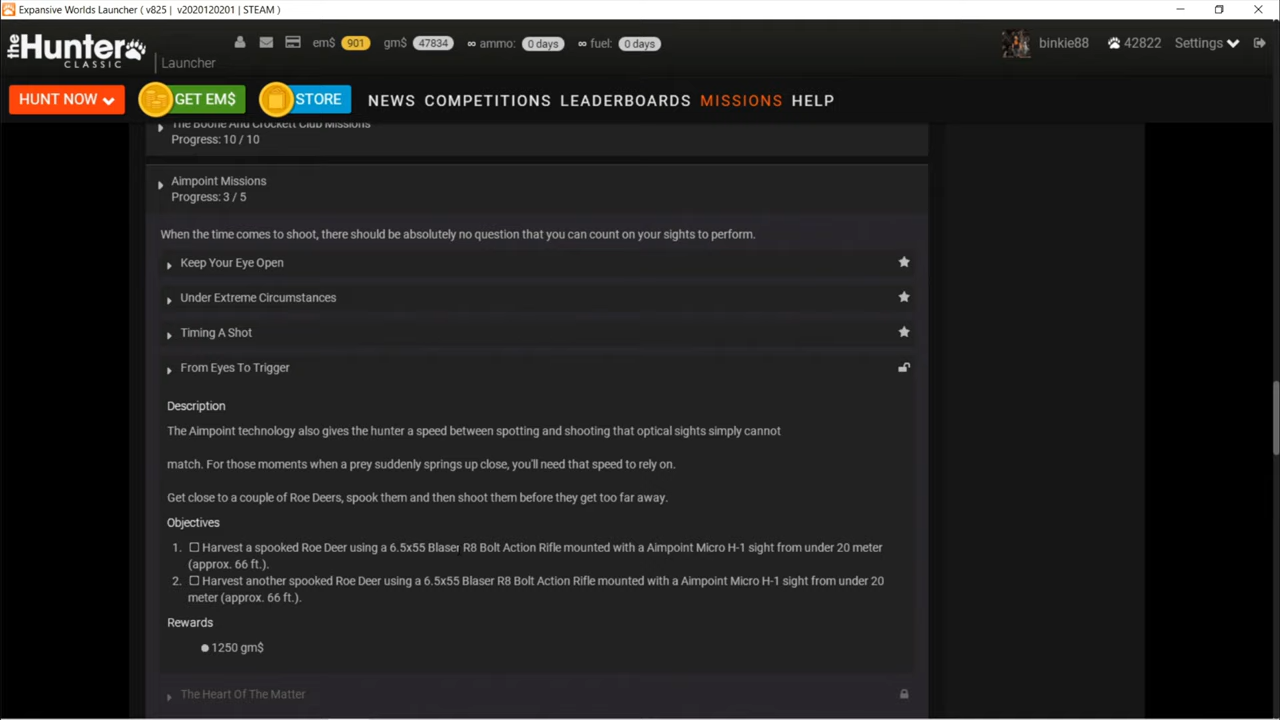 Expansive Worlds Launcher ( v825 | v2020120201 | STEAM )
theHunter
CLASSIC
Launcher
em$ 901 gm$ 47834 ∞ ammo: 0 days ∞ fuel: 0 days
binkie88 42822 Settings
HUNT NOW GET EM$ STORE NEWS COMPETITIONS LEADERBOARDS MISSIONS HELP
The Boone And Crockett Club Missions
Progress: 10 / 10
Aimpoint Missions
Progress: 3 / 5
When the time comes to shoot, there should be absolutely no question that you can count on your sights to perform.
Keep Your Eye Open
Under Extreme Circumstances
Timing A Shot
From Eyes To Trigger
Description
The Aimpoint technology also gives the hunter a speed between spotting and shooting that optical sights simply cannot
match. For those moments when a prey suddenly springs up close, you'll need that speed to rely on.
Get close to a couple of Roe Deers, spook them and then shoot them before they get too far away.
Objectives
1. Harvest a spooked Roe Deer using a 6.5x55 Blaser R8 Bolt Action Rifle mounted with a Aimpoint Micro H-1 sight from under 20 meter
(approx. 66 ft.).
2. Harvest another spooked Roe Deer using a 6.5x55 Blaser R8 Bolt Action Rifle mounted with a Aimpoint Micro H-1 sight from under 20
meter (approx. 66 ft.).
Rewards
1250 gm$
The Heart Of The Matter